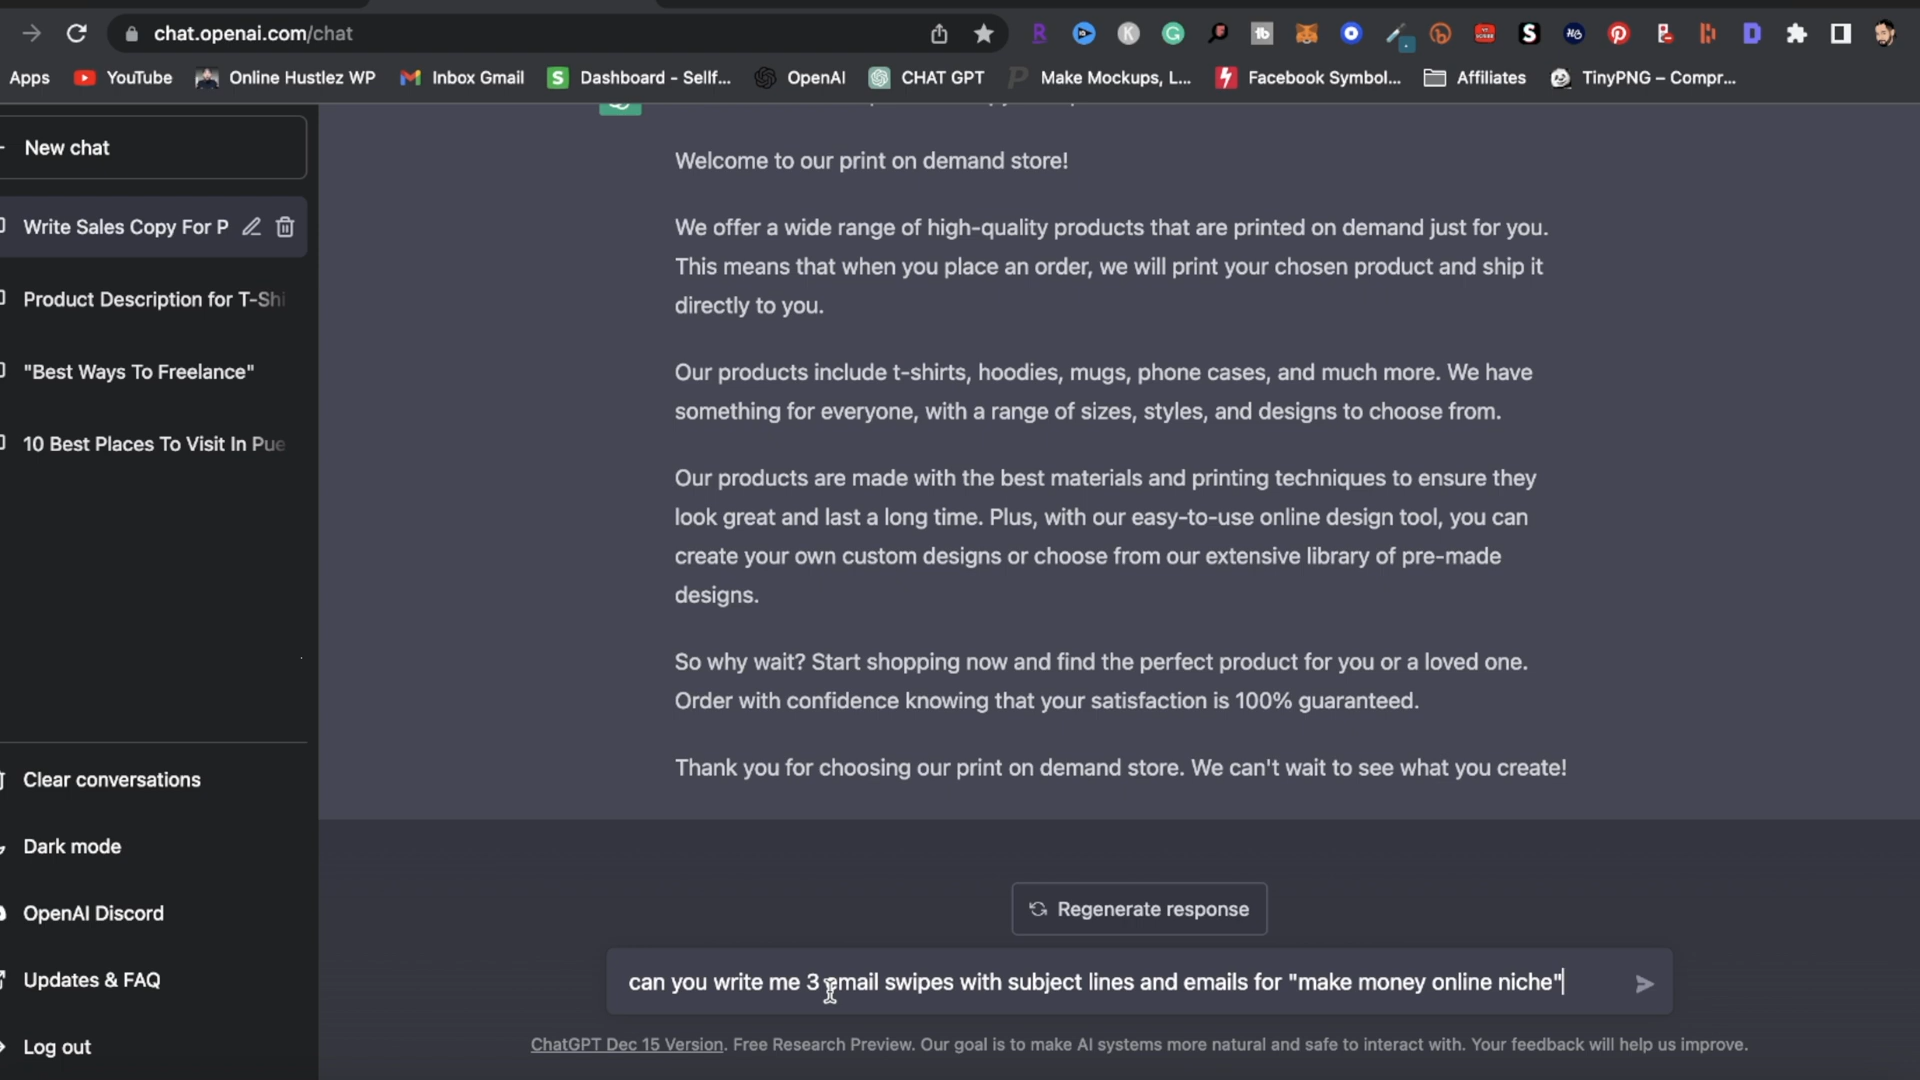 chat.openai.com/chat
Apps
YouTube
Online Hustlez WP
Inbox Gmail
Dashboard - Sellf...
OpenAI
CHAT GPT
Make Mockups, L...
Facebook Symbol...
Affiliates
TinyPNG – Compr...
New chat
Write Sales Copy For P
Product Description for T-Shi
"Best Ways To Freelance"
10 Best Places To Visit In Pue
Clear conversations
Dark mode
OpenAI Discord
Updates & FAQ
Log out
Welcome to our print on demand store!
We offer a wide range of high-quality products that are printed on demand just for you.
This means that when you place an order, we will print your chosen product and ship it
directly to you.
Our products include t-shirts, hoodies, mugs, phone cases, and much more. We have
something for everyone, with a range of sizes, styles, and designs to choose from.
Our products are made with the best materials and printing techniques to ensure they
look great and last a long time. Plus, with our easy-to-use online design tool, you can
create your own custom designs or choose from our extensive library of pre-made
designs.
So why wait? Start shopping now and find the perfect product for you or a loved one.
Order with confidence knowing that your satisfaction is 100% guaranteed.
Thank you for choosing our print on demand store. We can't wait to see what you create!
Regenerate response
can you write me 3 email swipes with subject lines and emails for "make money online niche"
ChatGPT Dec 15 Version. Free Research Preview. Our goal is to make AI systems more natural and safe to interact with. Your feedback will help us improve.